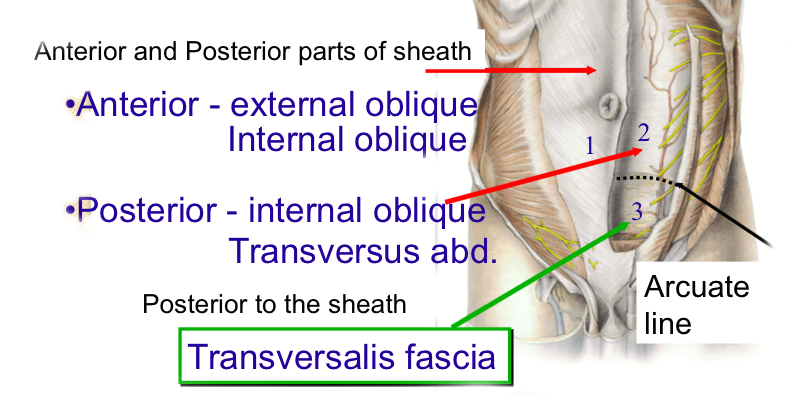 Anterior and Posterior parts of sheath
•Anterior - external oblique
Internal oblique
1
2
•Posterior - internal oblique
3
Transversus abd.
Posterior to the sheath
Arcuate
line
Transversalis fascia